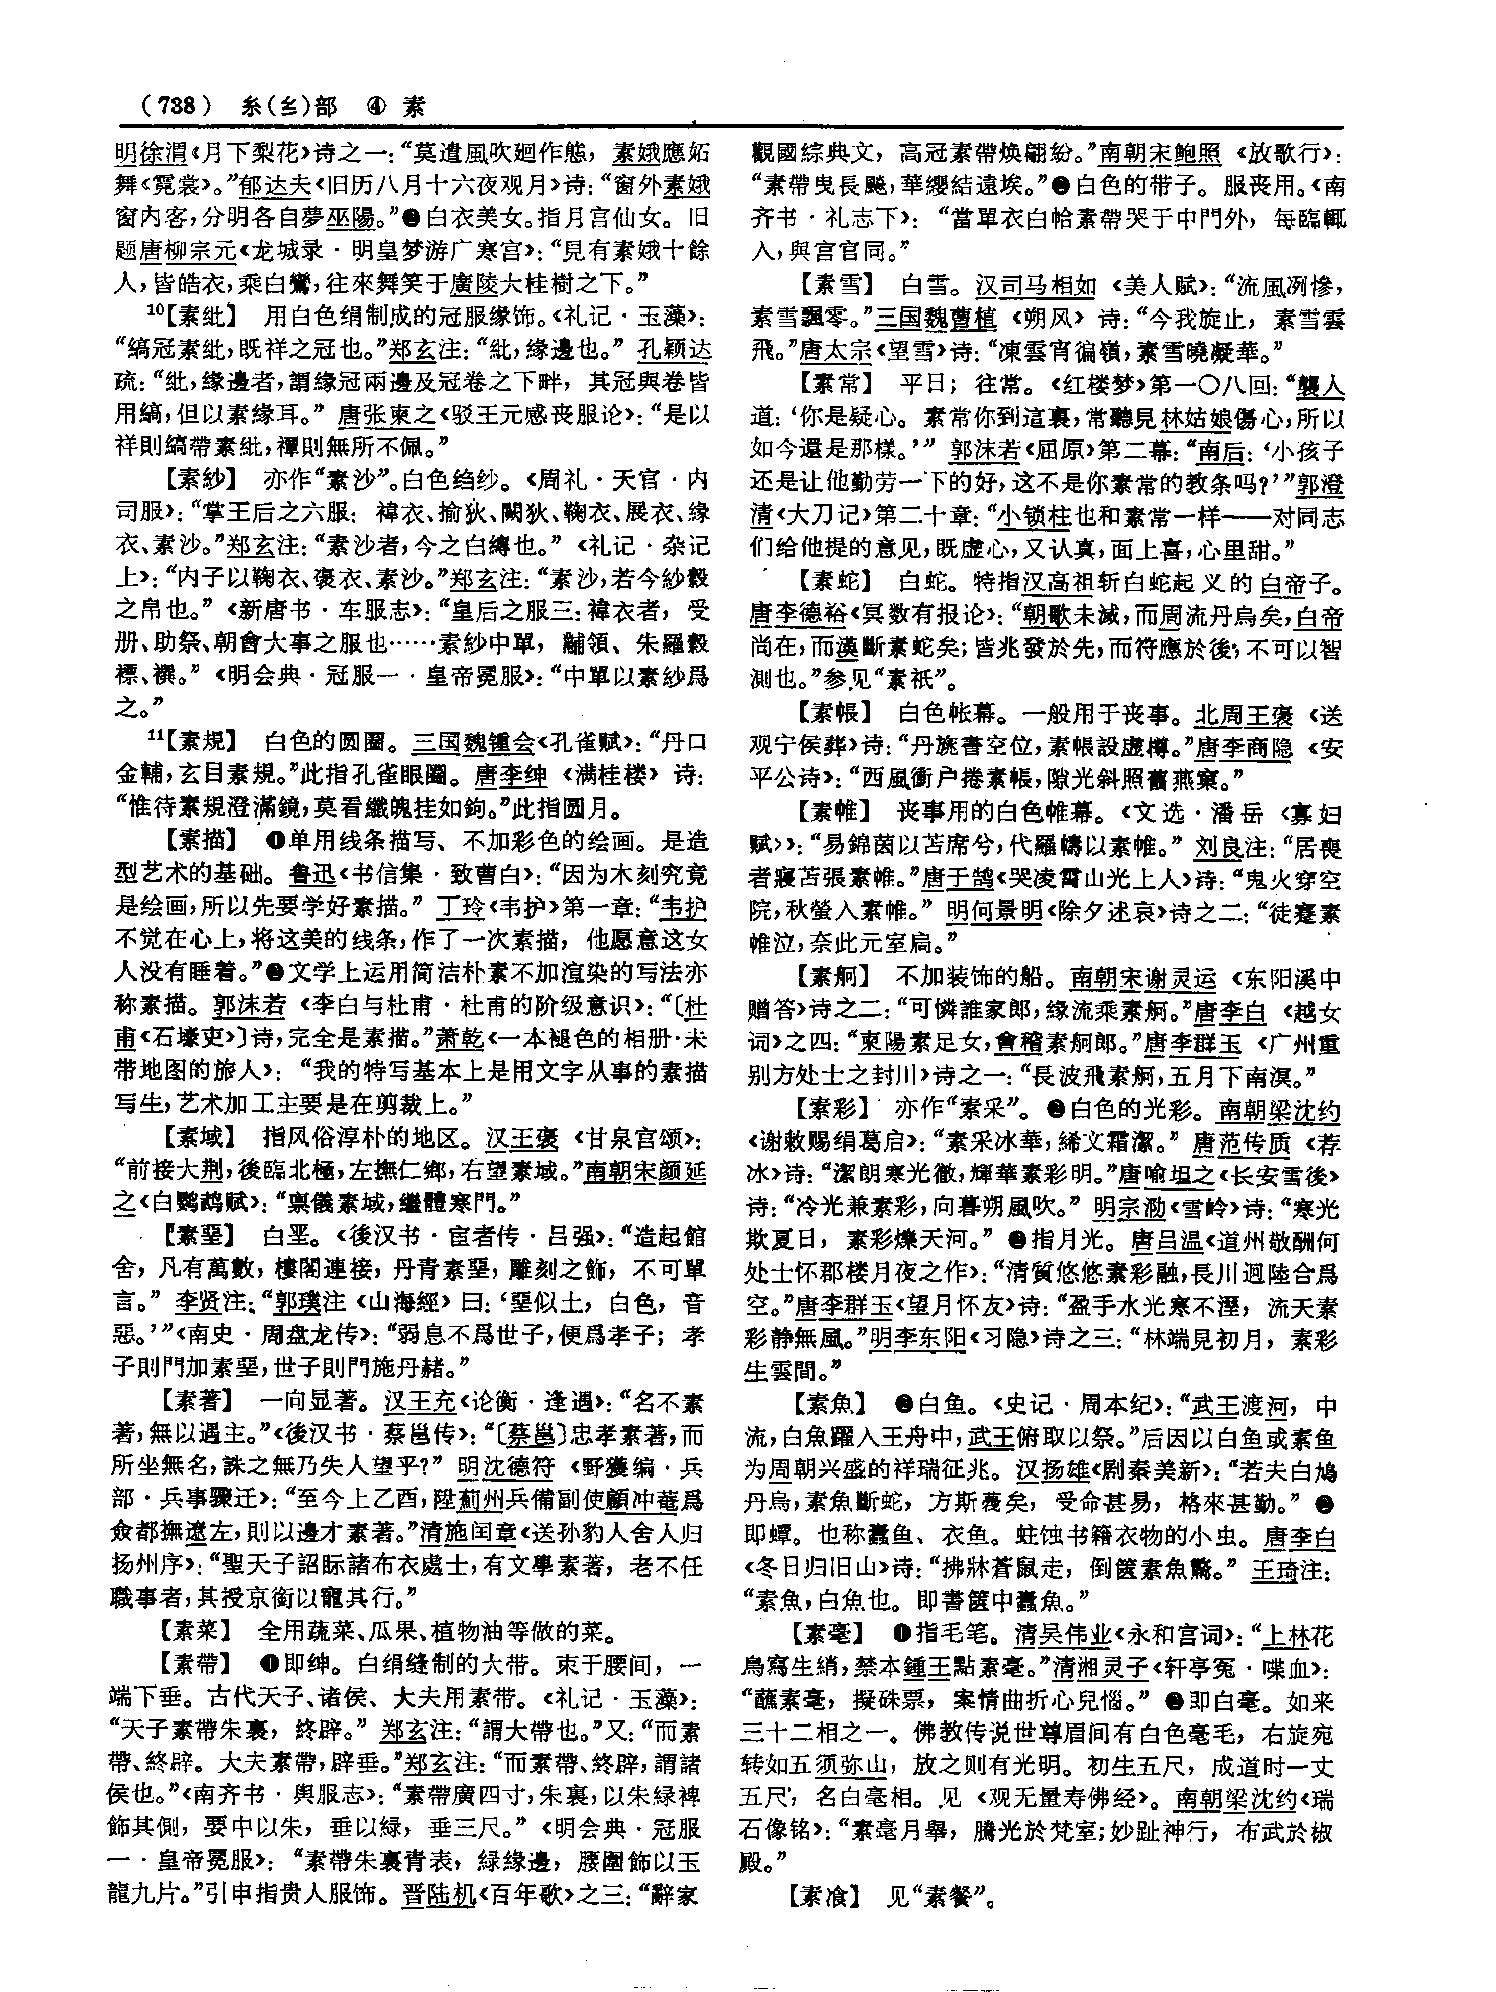 (738) 糸(纟)部 ④ 素
明徐渭《月下梨花》诗之一：“莫遣風吹廻作態，素娥應妬
舞《霓裳》。”郁达夫《旧历八月十六夜观月》诗：“窗外素娥
窗内客，分明各自夢巫陽。”❷白衣美女。指月宫仙女。旧
题唐柳宗元《龙城录·明皇梦游广寒宫》：“見有素娥十餘
人，皆皓衣，乘白鸞，往來舞笑于廣陵大桂樹之下。”
10【素紕】 用白色绢制成的冠服缘饰。《礼记·玉藻》：
“縞冠素紕，既祥之冠也。”郑玄注：“紕，緣邊也。”孔颖达
疏：“紕，緣邊者，謂緣冠兩邊及冠卷之下畔，其冠與卷皆
用縞，但以素緣耳。”唐张柬之《驳王元感丧服论》：“是以
祥則縞帶素紕，禫則無所不佩。”
【素紗】 亦作“素沙”。白色绉纱。《周礼·天官·内
司服》：“掌王后之六服：褘衣、揄狄、闕狄、鞠衣、展衣、緣
衣、素沙。”郑玄注：“素沙者，今之白縳也。”《礼记·杂记
上》：“内子以鞠衣、褒衣、素沙。”郑玄注：“素沙，若今紗縠
之帛也。”《新唐书·车服志》：“皇后之服三：褘衣者，受
册、助祭、朝會大事之服也……素紗中單，黼領、朱羅縠
褾、襈。”《明会典·冠服一·皇帝冕服》：“中單以素紗爲
之。”
11【素規】 白色的圆圈。三国魏锺会《孔雀赋》：“丹口
金輔，玄目素規。”此指孔雀眼圈。唐李绅《满桂楼》诗：
“惟待素規澄滿鏡，莫看纖魄挂如鉤。”此指圆月。
【素描】 ❶单用线条描写、不加彩色的绘画。是造
型艺术的基础。鲁迅《书信集·致曹白》：“因为木刻究竟
是绘画，所以先要学好素描。”丁玲《韦护》第一章：“韦护
不觉在心上，将这美的线条，作了一次素描，他愿意这女
人没有睡着。”❷文学上运用简洁朴素不加渲染的写法亦
称素描。郭沫若《李白与杜甫·杜甫的阶级意识》：“〔杜
甫《石壕吏》〕诗，完全是素描。”萧乾《一本褪色的相册·未
带地图的旅人》：“我的特写基本上是用文字从事的素描
写生，艺术加工主要是在剪裁上。”
【素域】 指风俗淳朴的地区。汉王褒《甘泉宫颂》：
“前接大荆，後臨北極，左撫仁鄉，右望素域。”南朝宋颜延
之《白鹦鹉赋》：“禀儀素域，繼體寒門。”
【素堊】 白垩。《後汉书·宦者传·吕强》：“造起館
舍，凡有萬數，樓閣連接，丹青素堊，雕刻之飾，不可單
言。”李贤注：“郭璞注《山海經》曰：‘堊似土，白色，音
惡。’”《南史·周盘龙传》：“弱息不爲世子，便爲孝子；孝
子則門加素堊，世子則門施丹赭。”
【素著】 一向显著。汉王充《论衡·逢遇》：“名不素
著，無以遇主。”《後汉书·蔡邕传》：“〔蔡邕〕忠孝素著，而
所坐無名，誅之無乃失人望乎？”明沈德符《野獲编·兵
部·兵事骤迁》：“至今上乙酉，陞薊州兵備副使顧冲菴爲
僉都撫遼左，則以邊才素著。”清施闰章《送孙豹人舍人归
扬州序》：“聖天子詔眎諸布衣處士，有文學素著，老不任
職事者，其授京銜以寵其行。”
【素菜】 全用蔬菜、瓜果、植物油等做的菜。
【素帶】 ❶即绅。白绢缝制的大带。束于腰间，一
端下垂。古代天子、诸侯、大夫用素带。《礼记·玉藻》：
“天子素帶朱裏，終辟。”郑玄注：“謂大帶也。”又：“而素
帶、終辟。大夫素帶，辟垂。”郑玄注：“而素帶、終辟，謂諸
侯也。”《南齐书·舆服志》：“素帶廣四寸，朱裏，以朱緑裨
飾其側，要中以朱，垂以緑，垂三尺。”《明会典·冠服
一·皇帝冕服》：“素帶朱裏青表，緑緣邊，腰圍飾以玉
龍九片。”引申指贵人服饰。晋陆机《百年歌》之三：“辭家
觀國綜典文，高冠素帶焕翩紛。”南朝宋鲍照《放歌行》：
“素帶曳長飇，華纓結遠埃。”❷白色的带子。服丧用。《南
齐书·礼志下》：“當單衣白帢素帶哭于中門外，每臨輒
入，與宫官同。”
【素雪】 白雪。汉司马相如《美人赋》：“流風冽慘，
素雪飄零。”三国魏曹植《朔风》诗：“今我旋止，素雪雲
飛。”唐太宗《望雪》诗：“凍雲宵徧嶺，素雪曉凝華。”
【素常】 平日；往常。《红楼梦》第一〇八回：“襲人
道：‘你是疑心。素常你到這裏，常聽見林姑娘傷心，所以
如今還是那樣。’”郭沫若《屈原》第二幕：“南后：‘小孩子
还是让他勤劳一下的好，这不是你素常的教条吗？’”郭澄
清《大刀记》第二十章：“小锁柱也和素常一样——对同志
们给他提的意见，既虚心，又认真，面上喜，心里甜。”
【素蛇】 白蛇。特指汉高祖斩白蛇起义的白帝子。
唐李德裕《冥数有报论》：“朝歌未滅，而周流丹烏矣，白帝
尚在，而漢斷素蛇矣；皆兆發於先，而符應於後，不可以智
測也。”参见“素祇”。
【素帳】 白色帐幕。一般用于丧事。北周王褒《送
观宁侯葬》诗：“丹旐書空位，素帳設虚樽。”唐李商隐《安
平公诗》：“西風衝户捲素帳，隙光斜照舊燕窠。”
【素帷】 丧事用的白色帷幕。《文选·潘岳〈寡妇
赋〉》：“易錦茵以苫席兮，代羅幬以素帷。”刘良注：“居喪
者寢苫張素帷。”唐于鹄《哭凌霄山光上人》诗：“鬼火穿空
院，秋螢入素帷。”明何景明《除夕述哀》诗之二：“徒蹇素
帷泣，奈此元室扃。”
【素舸】 不加装饰的船。南朝宋谢灵运《东阳溪中
赠答》诗之二：“可憐誰家郎，緣流乘素舸。”唐李白《越女
词》之四：“東陽素足女，會稽素舸郎。”唐李群玉《广州重
别方处士之封川》诗之一：“長波飛素舸，五月下南溟。”
【素彩】 亦作“素采”。❶白色的光彩。南朝梁沈约
《谢敕赐绢葛启》：“素采冰華，絺文霜潔。”唐范传质《荐
冰》诗：“潔朗寒光徹，輝華素彩明。”唐喻坦之《长安雪後》
诗：“冷光兼素彩，向暮朔風吹。”明宗泐《雪岭》诗：“寒光
欺夏日，素彩爍天河。”❷指月光。唐吕温《道州敬酬何
处士怀郡楼月夜之作》：“清質悠悠素彩融，長川迥陸合爲
空。”唐李群玉《望月怀友》诗：“盈手水光寒不溼，流天素
彩静無風。”明李东阳《习隐》诗之三：“林端見初月，素彩
生雲間。”
【素魚】 ❶白鱼。《史记·周本纪》：“武王渡河，中
流，白魚躍入王舟中，武王俯取以祭。”后因以白鱼或素鱼
为周朝兴盛的祥瑞征兆。汉扬雄《剧秦美新》：“若夫白鳩
丹烏，素魚斷蛇，方斯蔑矣，受命甚易，格來甚勤。”❷
即蟫。也称蠹鱼、衣鱼。蛀蚀书籍衣物的小虫。唐李白
《冬日归旧山》诗：“拂牀蒼鼠走，倒篋素魚驚。”王琦注：
“素魚，白魚也。即書篋中蠹魚。”
【素毫】 ❶指毛笔。清吴伟业《永和宫词》：“上林花
鳥寫生綃，禁本鍾王點素毫。”清湘灵子《轩亭冤·喋血》：
“蘸素毫，擬硃票，案情曲折心兒惱。”❷即白毫。如来
三十二相之一。佛教传说世尊眉间有白色毫毛，右旋宛
转如五须弥山，放之则有光明。初生五尺，成道时一丈
五尺，名白毫相。见《观无量寿佛经》。南朝梁沈约《瑞
石像铭》：“素毫月舉，騰光於梵室；妙趾神行，布武於椒
殿。”
【素飡】 见“素餐”。